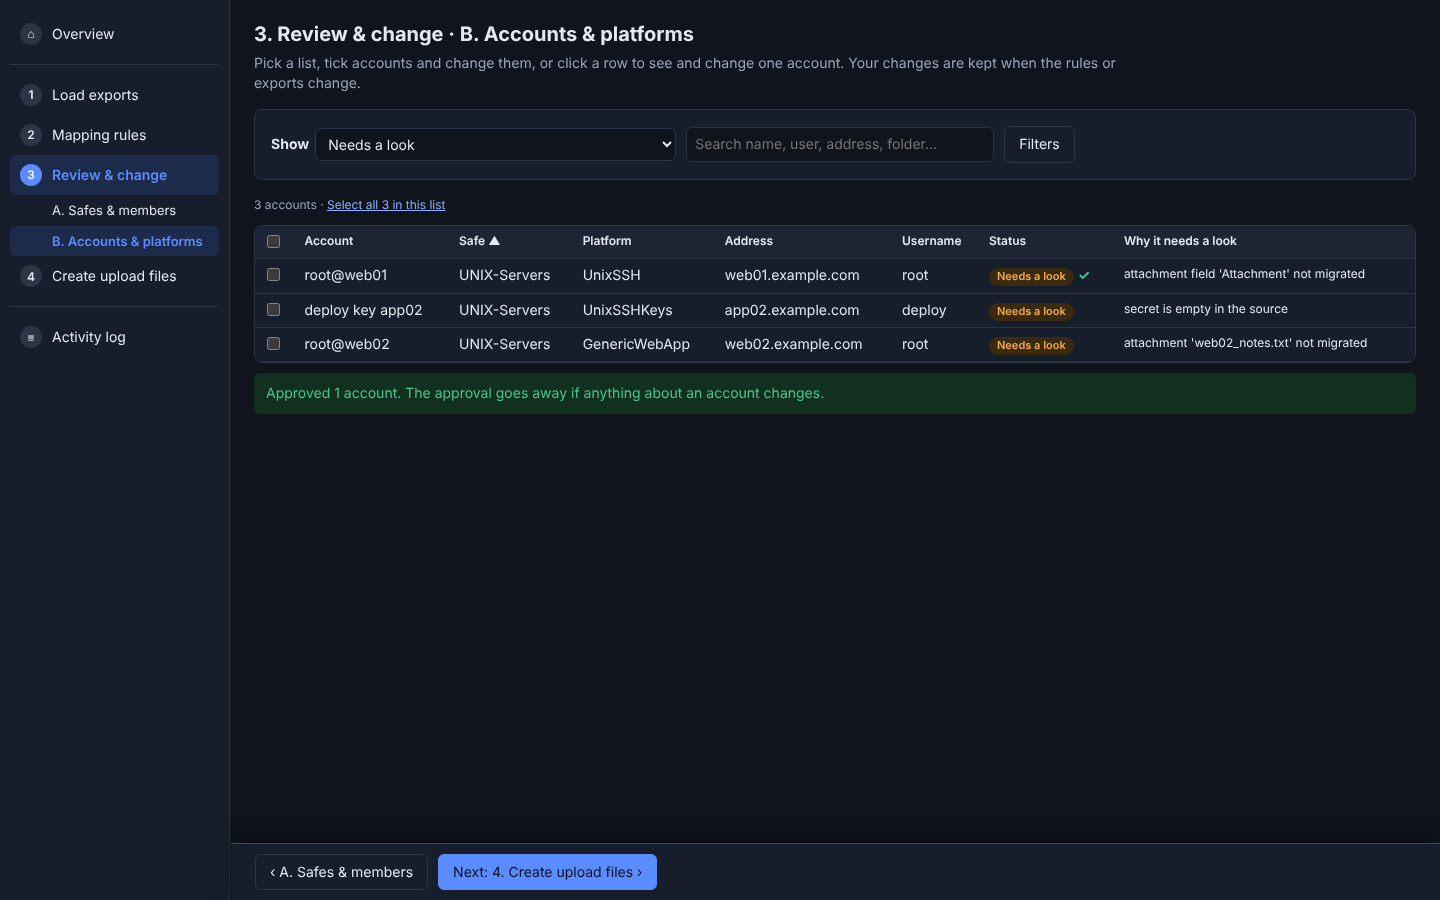 Overview
1 Load exports
2 Mapping rules
3 Review & change
A. Safes & members
B. Accounts & platforms
4 Create upload files
Activity log
3. Review & change · B. Accounts & platforms
Pick a list, tick accounts and change them, or click a row to see and change one account. Your changes are kept when the rules or
exports change.
Show Needs a look Search name, user, address, folder... Filters
3 accounts · Select all 3 in this list
Account Safe ▲ Platform Address Username Status Why it needs a look
root@web01 UNIX-Servers UnixSSH web01.example.com root Needs a look ✓ attachment field 'Attachment' not migrated
deploy key app02 UNIX-Servers UnixSSHKeys app02.example.com deploy Needs a look secret is empty in the source
root@web02 UNIX-Servers GenericWebApp web02.example.com root Needs a look attachment 'web02_notes.txt' not migrated
Approved 1 account. The approval goes away if anything about an account changes.
‹ A. Safes & members Next: 4. Create upload files ›